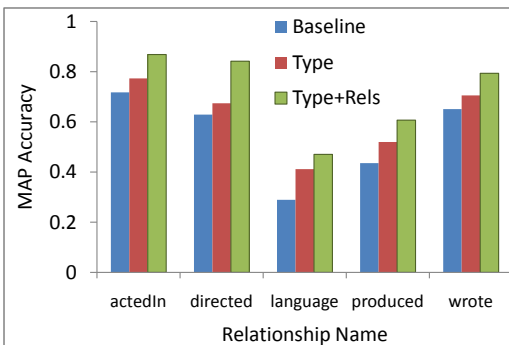 1
0.8
0.6
0.4
0.2
0
MAP Accuracy
Baseline
Type
Type+Rels
actedIn directed language produced wrote
Relationship Name